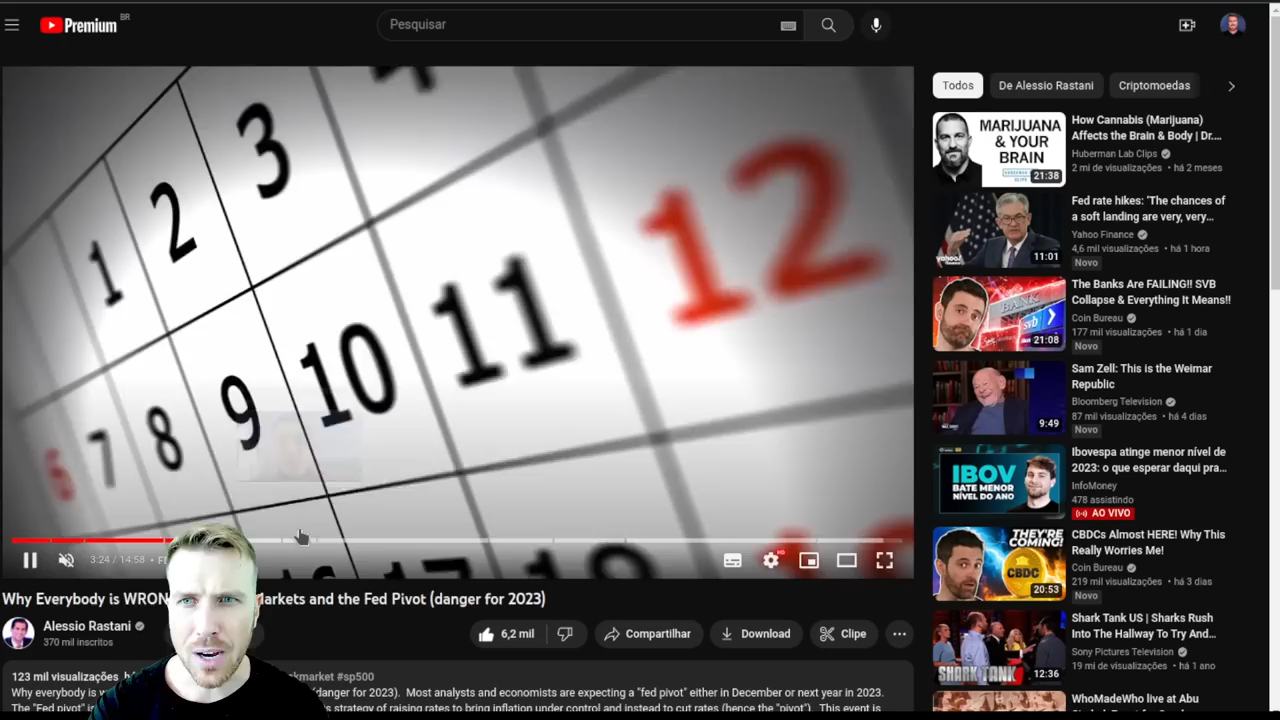 Premium BR
Pesquisar
1 2 3 4
6 7 8 9 10 11 12
3:24 / 14:58
Why Everybody is WRON
arkets and the Fed Pivot (danger for 2023)
Alessio Rastani
370 mil inscritos
6,2 mil
Compartilhar
Download
Clipe
123 mil visualizações
#sp500
Why everybody is
(danger for 2023). Most analysts and economists are expecting a "fed pivot" either in December or next year in 2023.
The "Fed Pivot"
strategy of raising rates to bring inflation under control and instead to cut rates (hence the "pivot"). This event is
Todos
De Alessio Rastani
Criptomoedas
MARIJUANA
& YOUR
BRAIN
21:38
How Cannabis (Marijuana)
Affects the Brain & Body | Dr....
Huberman Lab Clips
2 mi de visualizações • há 2 meses
11:01
Fed rate hikes: 'The chances of
a soft landing are very, very...
Yahoo Finance
4,6 mil visualizações • há 1 hora
Novo
BANK
svb
21:08
The Banks Are FAILING!! SVB
Collapse & Everything It Means!!
Coin Bureau
177 mil visualizações • há 1 dia
Novo
9:49
Sam Zell: This is the Weimar
Republic
Bloomberg Television
87 mil visualizações • há 4 dias
Novo
IBOV
BATE MENOR
NÍVEL DO ANO
Ibovespa atinge menor nível de
2023: o que esperar daqui pra...
InfoMoney
478 assistindo
AO VIVO
THEY'RE
COMING!
CBDC
20:53
CBDCs Almost HERE! Why This
Really Worries Me!
Coin Bureau
219 mil visualizações • há 3 dias
Novo
SHARK
TANK
12:36
Shark Tank US | Sharks Rush
Into The Hallway To Try And...
Sony Pictures Television
19 mi de visualizações • há 1 ano
WhoMadeWho live at Abu